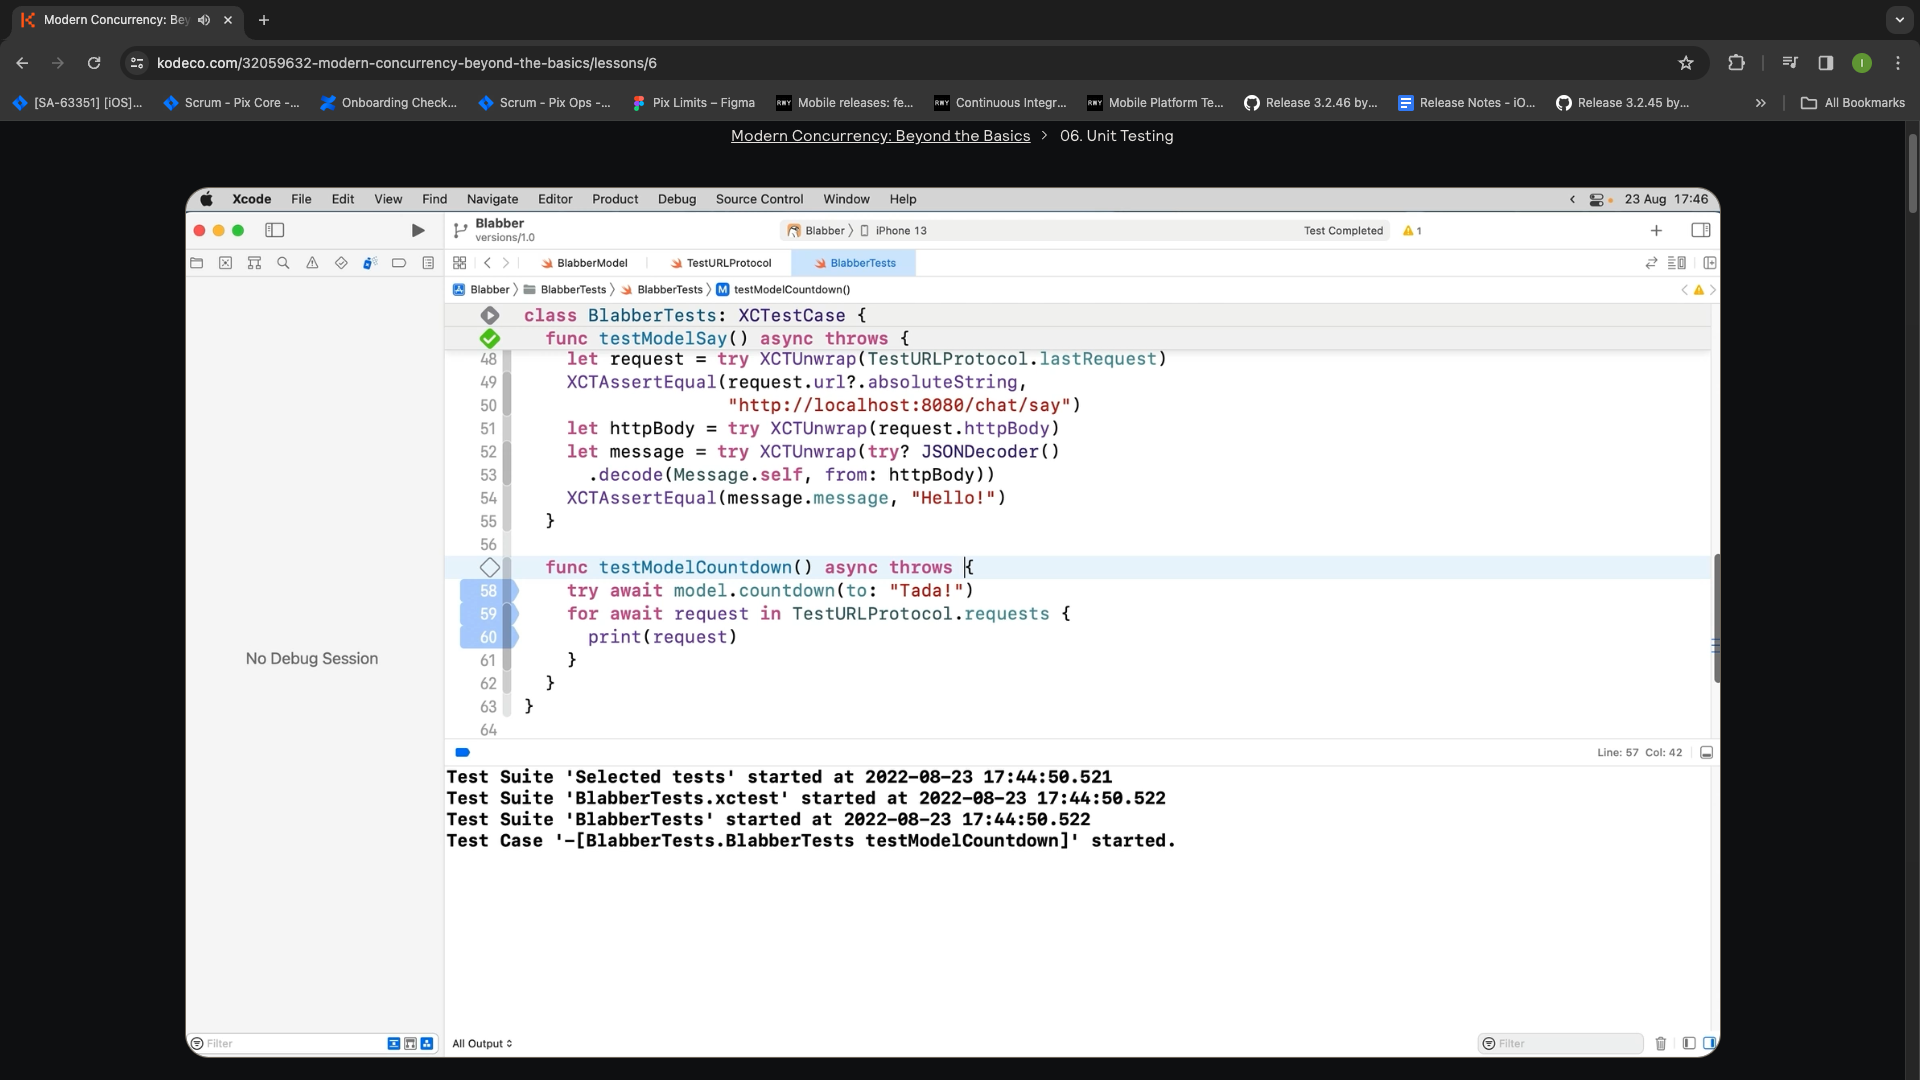 Modern Concurrency: Bey
kodeco.com/32059632-modern-concurrency-beyond-the-basics/lessons/6
I
[SA-63351] [iOS]...
Scrum - Pix Core -...
Onboarding Check...
Scrum - Pix Ops -...
Pix Limits – Figma
RWY
Mobile releases: fe...
RWY
Continuous Integr...
RWY
Mobile Platform Te...
Release 3.2.46 by...
Release Notes - iO...
Release 3.2.45 by...
All Bookmarks
Modern Concurrency: Beyond the Basics > 06. Unit Testing
Xcode File Edit View Find Navigate Editor Product Debug Source Control Window Help
23 Aug 17:46
Blabber
versions/1.0
Blabber
iPhone 13
Test Completed
1
BlabberModel
TestURLProtocol
BlabberTests
Blabber
BlabberTests
BlabberTests
M testModelCountdown()
class BlabberTests: XCTestCase {
func testModelSay() async throws {
48 let request = try XCTUnwrap(TestURLProtocol.lastRequest)
49 XCTAssertEqual(request.url?.absoluteString,
50 "http://localhost:8080/chat/say")
51 let httpBody = try XCTUnwrap(request.httpBody)
52 let message = try XCTUnwrap(try? JSONDecoder()
53 .decode(Message.self, from: httpBody))
54 XCTAssertEqual(message.message, "Hello!")
55 }
56
func testModelCountdown() async throws {
58 try await model.countdown(to: "Tada!")
59 for await request in TestURLProtocol.requests {
60 print(request)
61 }
62 }
63 }
64
No Debug Session
Line: 57 Col: 42
Test Suite 'Selected tests' started at 2022-08-23 17:44:50.521
Test Suite 'BlabberTests.xctest' started at 2022-08-23 17:44:50.522
Test Suite 'BlabberTests' started at 2022-08-23 17:44:50.522
Test Case '-[BlabberTests.BlabberTests testModelCountdown]' started.
Filter
All Output
Filter